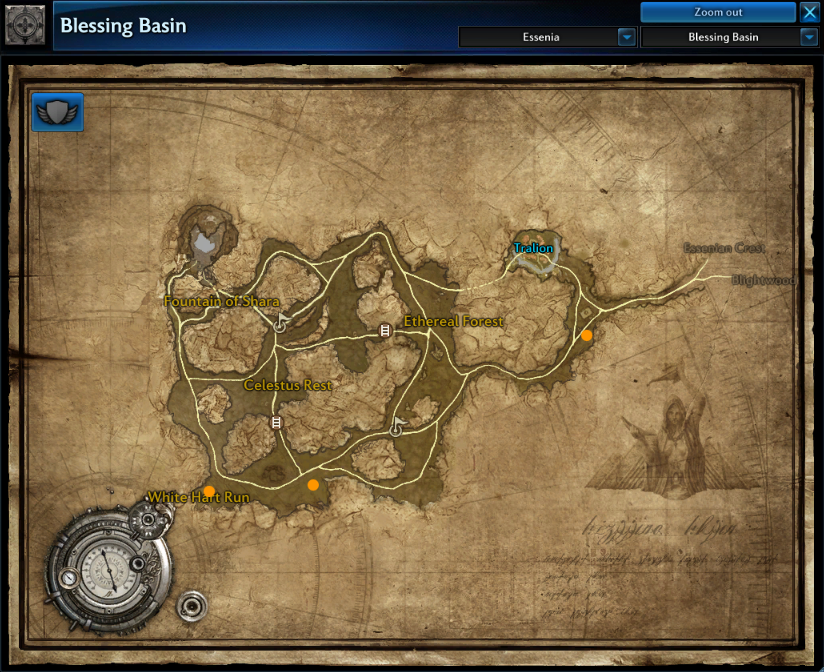 Blessing Basin
Zoom out
Essenia
Blessing Basin
Tralion
Essenian Crest
Blightwood
Fountain of Shara
Ethereal Forest
Celestus Rest
White Hart Run